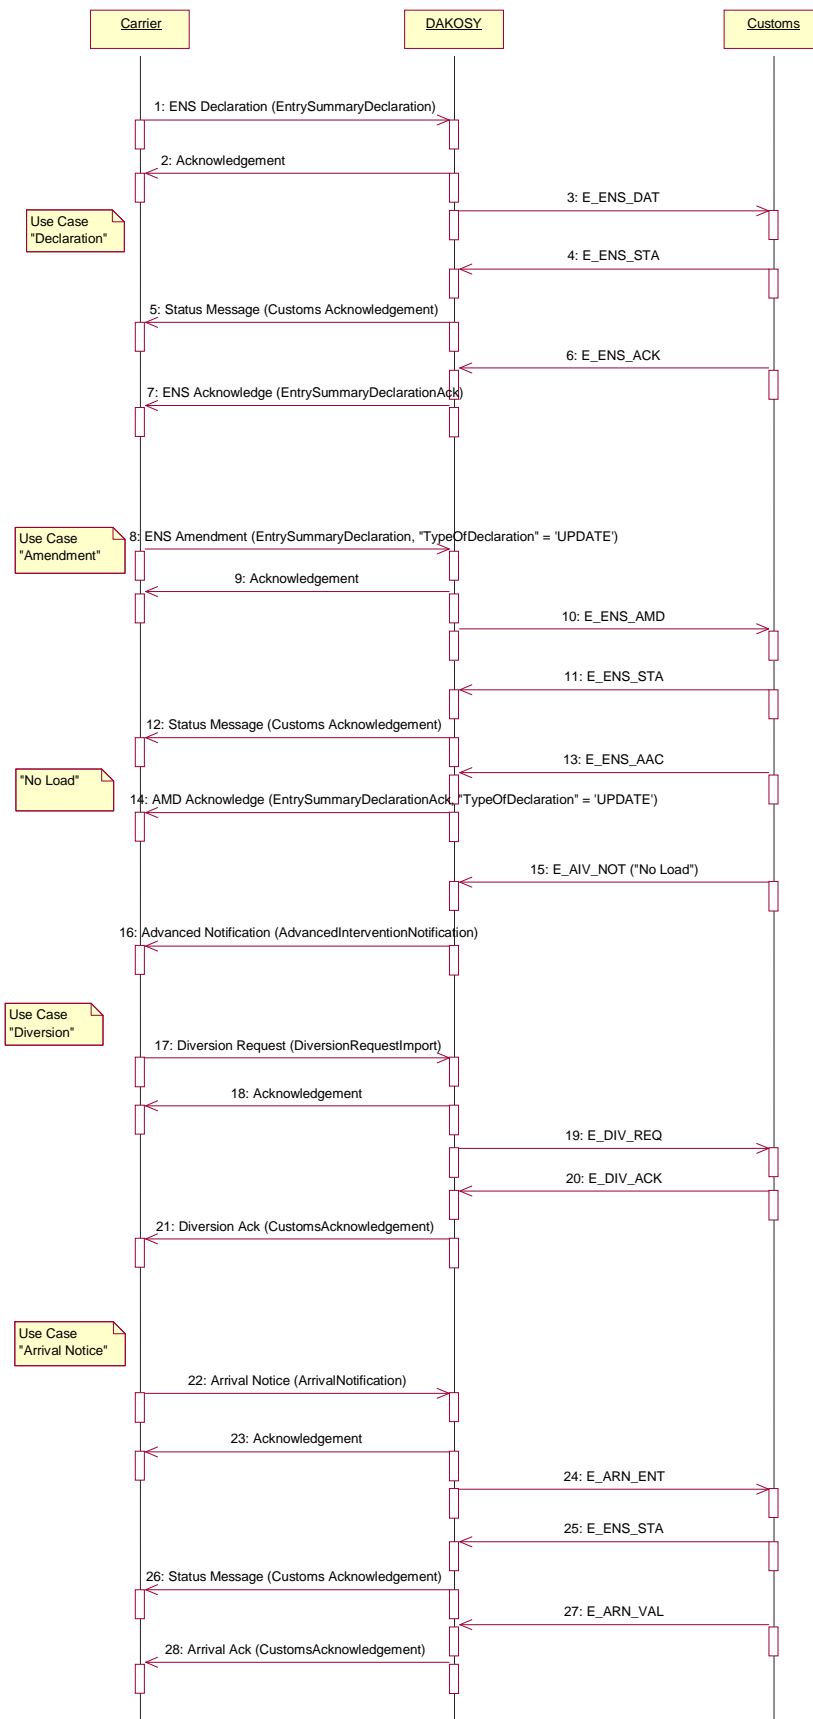 Carrier
DAKOSY
Customs
1: ENS Declaration (EntrySummaryDeclaration)
2: Acknowledgement
3: E_ENS_DAT
Use Case
"Declaration"
4: E_ENS_STA
5: Status Message (Customs Acknowledgement)
6: E_ENS_ACK
7: ENS Acknowledge (EntrySummaryDeclarationAck)
Use Case
"Amendment"
8: ENS Amendment (EntrySummaryDeclaration, "TypeOfDeclaration" = 'UPDATE')
9: Acknowledgement
10: E_ENS_AMD
11: E_ENS_STA
12: Status Message (Customs Acknowledgement)
13: E_ENS_AAC
"No Load"
14: AMD Acknowledge (EntrySummaryDeclarationAck, "TypeOfDeclaration" = 'UPDATE')
15: E_AIV_NOT ("No Load")
16: Advanced Notification (AdvancedInterventionNotification)
Use Case
"Diversion"
17: Diversion Request (DiversionRequestImport)
18: Acknowledgement
19: E_DIV_REQ
20: E_DIV_ACK
21: Diversion Ack (CustomsAcknowledgement)
Use Case
"Arrival Notice"
22: Arrival Notice (ArrivalNotification)
23: Acknowledgement
24: E_ARN_ENT
25: E_ENS_STA
26: Status Message (Customs Acknowledgement)
27: E_ARN_VAL
28: Arrival Ack (CustomsAcknowledgement)